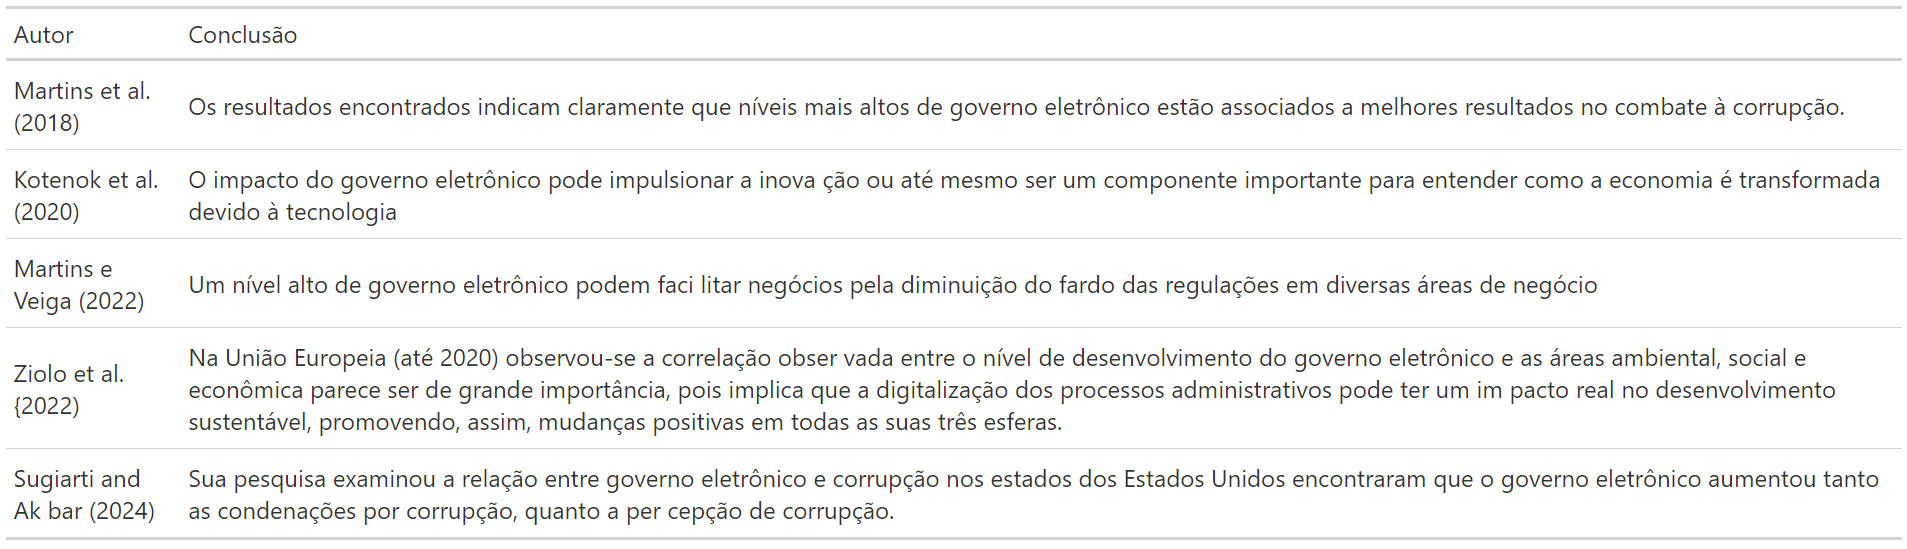 Autor Conclusão
Martins et al.
(2018)
Os resultados encontrados indicam claramente que níveis mais altos de governo eletrônico estão associados a melhores resultados no combate à corrupção.
Kotenok et al.
(2020)
O impacto do governo eletrônico pode impulsionar a inova ção ou até mesmo ser um componente importante para entender como a economia é transformada
devido à tecnologia
Martins e
Veiga (2022)
Um nível alto de governo eletrônico podem faci litar negócios pela diminuição do fardo das regulações em diversas áreas de negócio
Ziolo et al.
{2022)
Na União Europeia (até 2020) observou-se a correlação obser vada entre o nível de desenvolvimento do governo eletrônico e as áreas ambiental, social e
econômica parece ser de grande importância, pois implica que a digitalização dos processos administrativos pode ter um im pacto real no desenvolvimento
sustentável, promovendo, assim, mudanças positivas em todas as suas três esferas.
Sugiarti and
Ak bar (2024)
Sua pesquisa examinou a relação entre governo eletrônico e corrupção nos estados dos Estados Unidos encontraram que o governo eletrônico aumentou tanto
as condenações por corrupção, quanto a per cepção de corrupção.